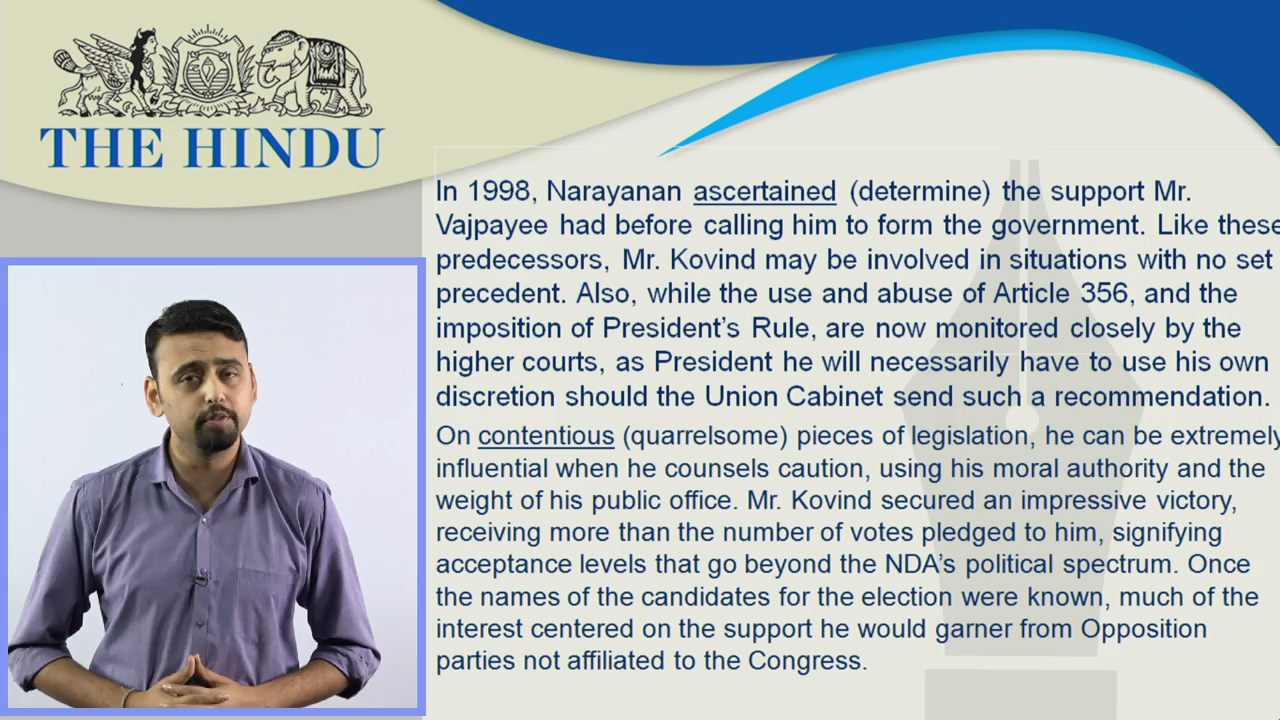 THE HINDU
In 1998, Narayanan ascertained (determine) the support Mr.
Vajpayee had before calling him to form the government. Like these
predecessors, Mr. Kovind may be involved in situations with no set
precedent. Also, while the use and abuse of Article 356, and the
imposition of President's Rule, are now monitored closely by the
higher courts, as President he will necessarily have to use his own
discretion should the Union Cabinet send such a recommendation.
On contentious (quarrelsome) pieces of legislation, he can be extremely
influential when he counsels caution, using his moral authority and the
weight of his public office. Mr. Kovind secured an impressive victory,
receiving more than the number of votes pledged to him, signifying
acceptance levels that go beyond the NDA's political spectrum. Once
the names of the candidates for the election were known, much of the
interest centered on the support he would garner from Opposition
parties not affiliated to the Congress.